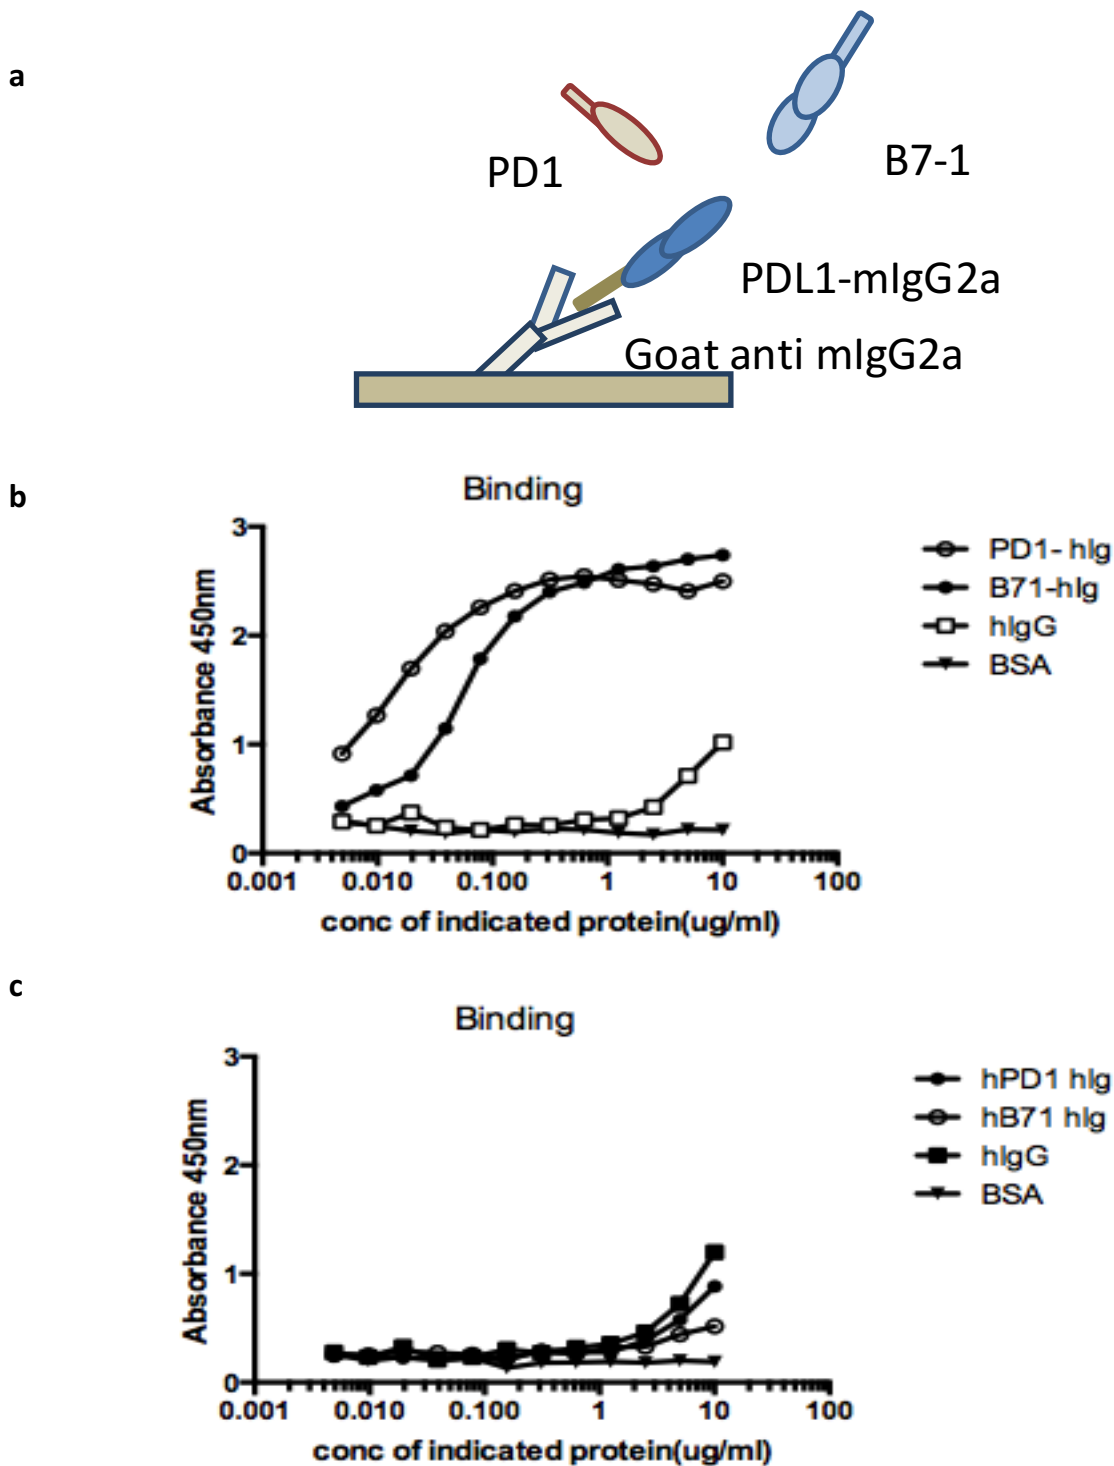 a
PD1
B7-1
PDL1-mIgG2a
Goat anti mIgG2a
b
Binding
3
2
1
0
Absorbance 450nm
0.001 0.010 0.100 1 10 100
conc of indicated protein(ug/ml)
PD1- hIg
B71-hIg
hIgG
BSA
c
Binding
3
2
1
0
Absorbance 450nm
0.001 0.010 0.100 1 10 100
conc of indicated protein(ug/ml)
hPD1 hIg
hB71 hIg
hIgG
BSA